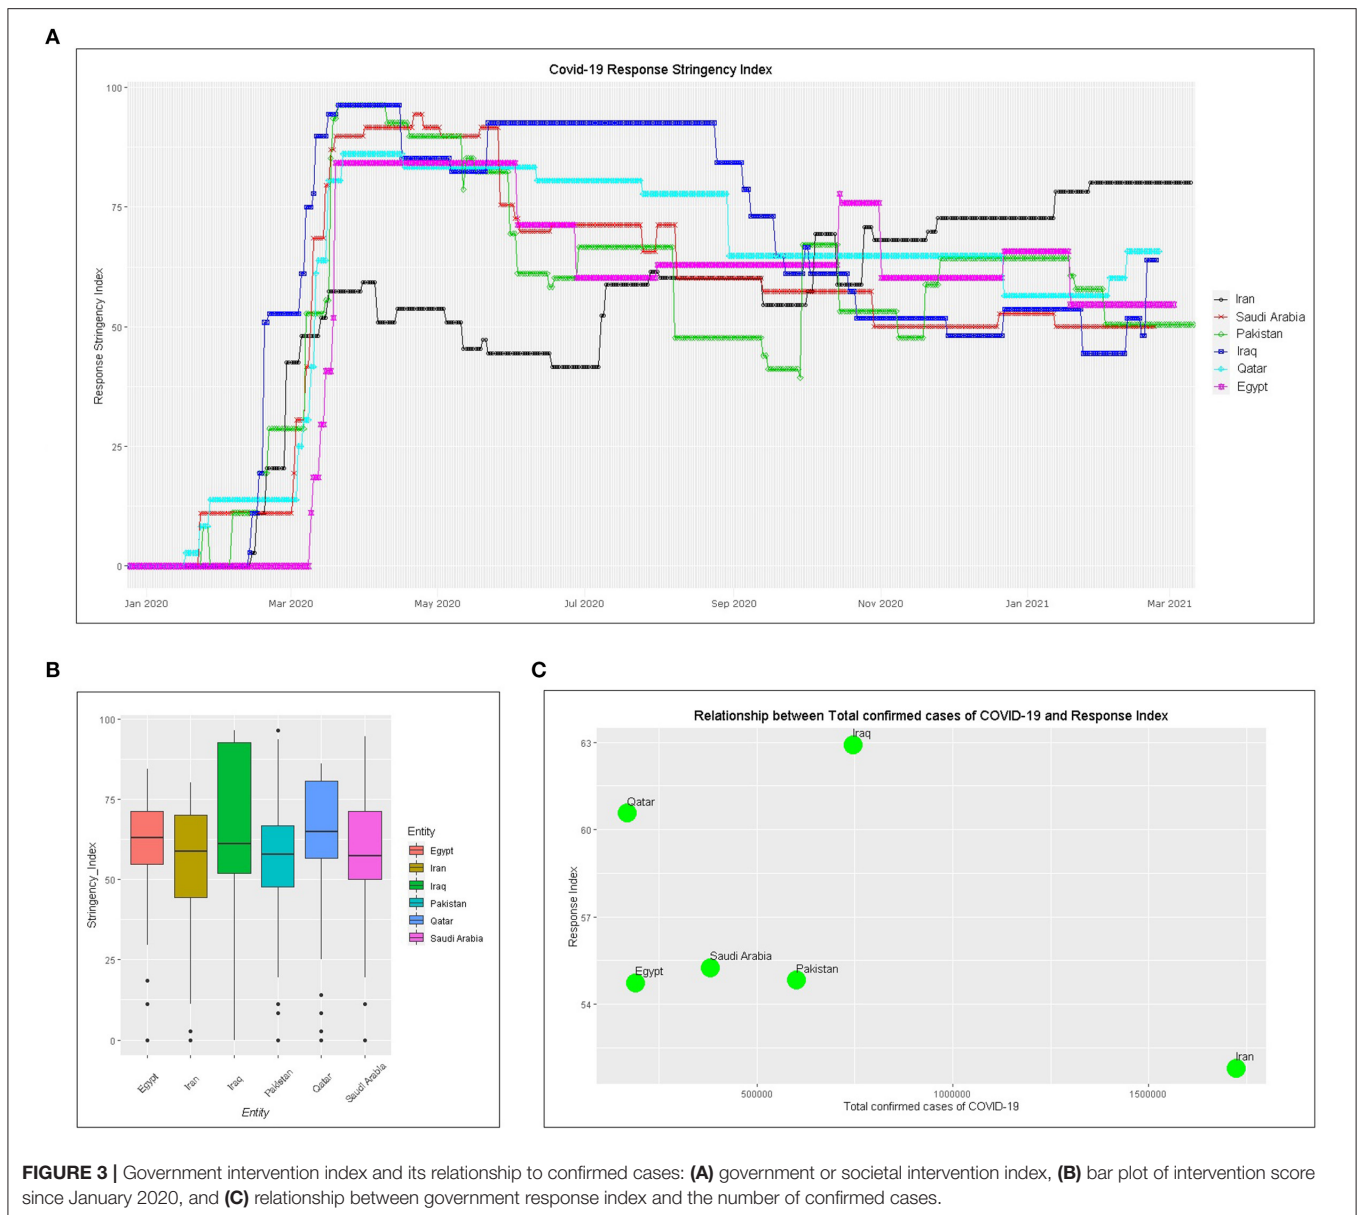 A
Covid-19 Response Stringency Index
Response Stringency Index
100
75
50
25
0
Jan 2020 Mar 2020 May 2020 Jul 2020 Sep 2020 Nov 2020 Jan 2021 Mar 2021
Iran
Saudi Arabia
Pakistan
Iraq
Qatar
Egypt
B
Stringency_Index
100
75
50
25
0
Egypt Iran Iraq Pakistan Qatar Saudi Arabia
Entity
Entity
Egypt
Iran
Iraq
Pakistan
Qatar
Saudi Arabia
C
Relationship between Total confirmed cases of COVID-19 and Response Index
Response Index
63
60
57
54
Iraq
Qatar
Saudi Arabia
Egypt
Pakistan
Iran
500000 1000000 1500000
Total confirmed cases of COVID-19
FIGURE 3 | Government intervention index and its relationship to confirmed cases: (A) government or societal intervention index, (B) bar plot of intervention score
since January 2020, and (C) relationship between government response index and the number of confirmed cases.